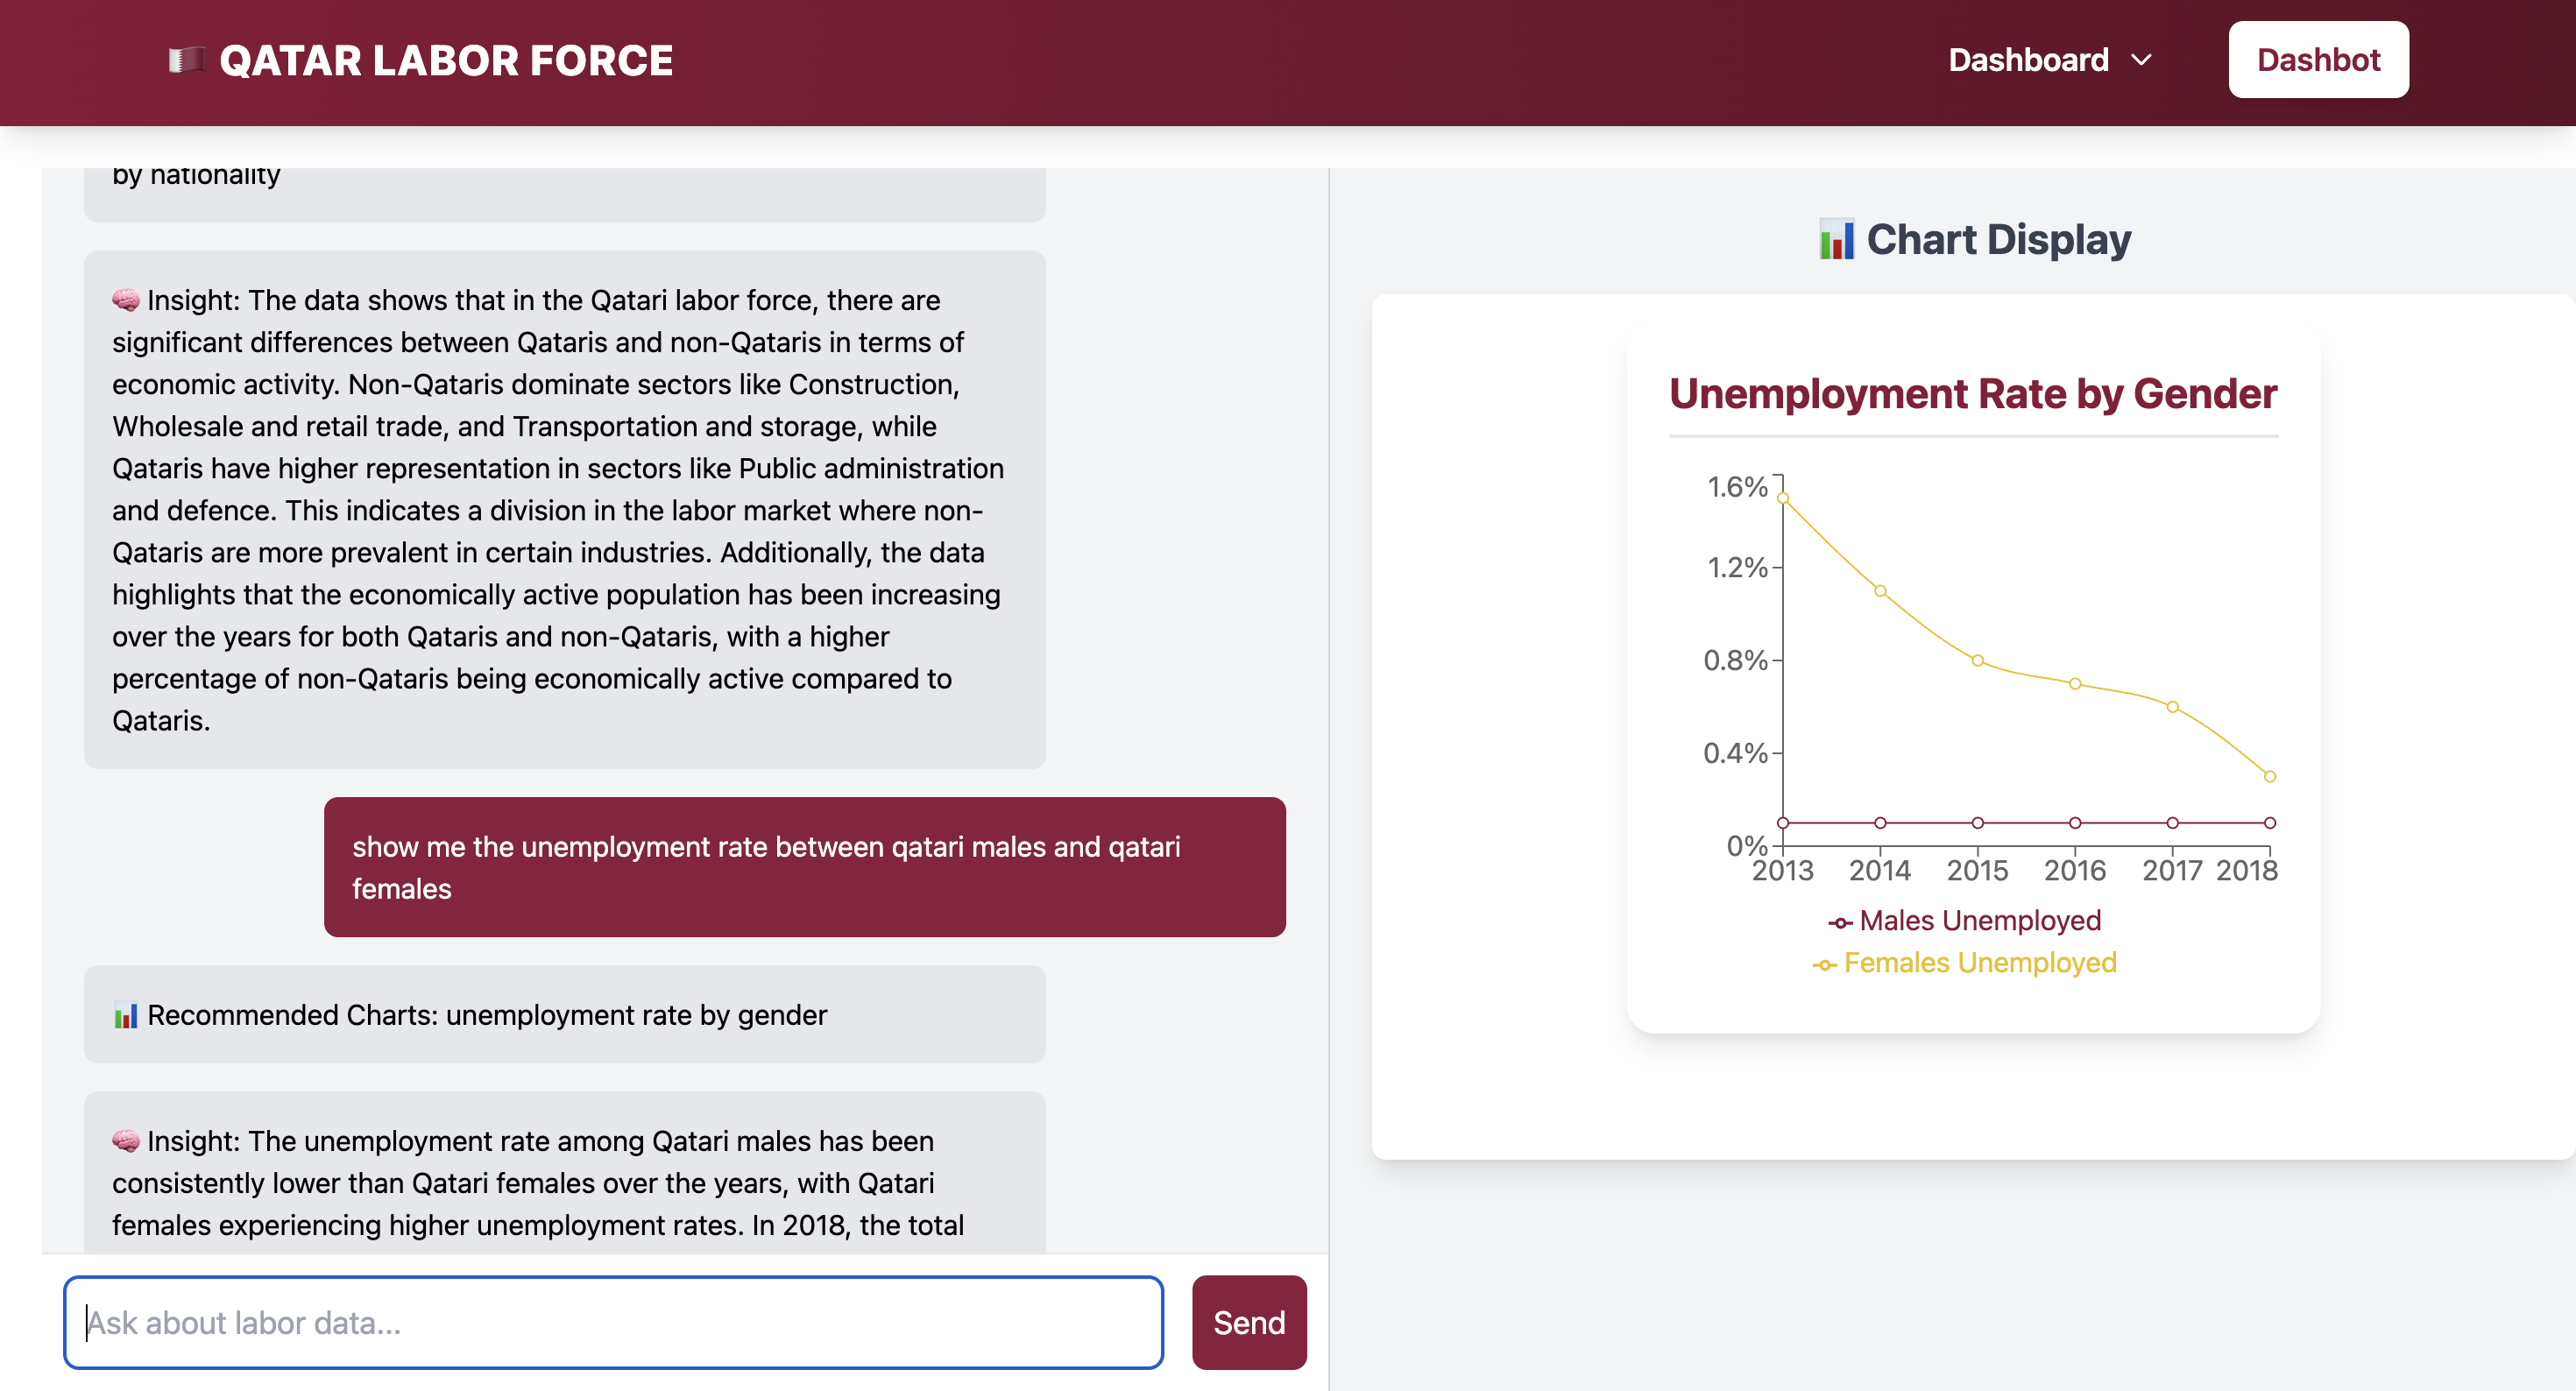 QATAR LABOR FORCE
Dashboard
Dashbot
by nationality
Insight: The data shows that in the Qatari labor force, there are
significant differences between Qataris and non-Qataris in terms of
economic activity. Non-Qataris dominate sectors like Construction,
Wholesale and retail trade, and Transportation and storage, while
Qataris have higher representation in sectors like Public administration
and defence. This indicates a division in the labor market where non-
Qataris are more prevalent in certain industries. Additionally, the data
highlights that the economically active population has been increasing
over the years for both Qataris and non-Qataris, with a higher
percentage of non-Qataris being economically active compared to
Qataris.
show me the unemployment rate between qatari males and qatari
females
Recommended Charts: unemployment rate by gender
Insight: The unemployment rate among Qatari males has been
consistently lower than Qatari females over the years, with Qatari
females experiencing higher unemployment rates. In 2018, the total
Ask about labor data...
Send
Chart Display
Unemployment Rate by Gender
1.6%
1.2%
0.8%
0.4%
0%
2013 2014 2015 2016 2017 2018
Males Unemployed
Females Unemployed